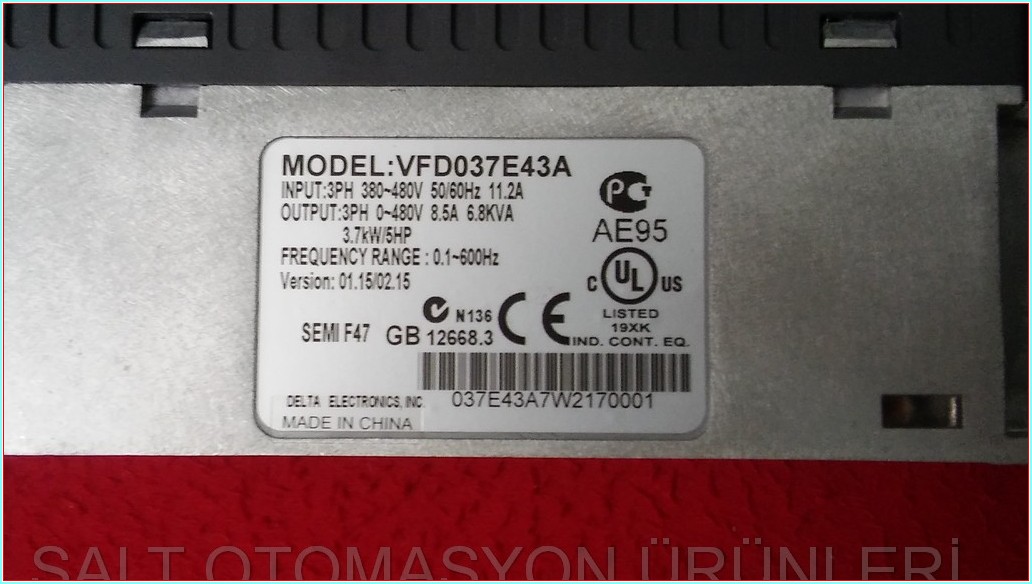 MODEL:VFD037E43A
INPUT:3PH 380~480V 50/60Hz 11.2A
OUTPUT:3PH 0~480V 8.5A 6.8KVA
3.7kW/5HP
FREQUENCY RANGE : 0.1~600Hz
Version: 01.15/02.15
РСТ
AE95
C UL US
LISTED
19XK
IND. CONT. EQ.
N136
CE
SEMI F47 GB 12668.3
037E43A7W2170001
DELTA ELECTRONICS, INC.
MADE IN CHINA
SALT OTOMASYON ÜRÜNLERİ